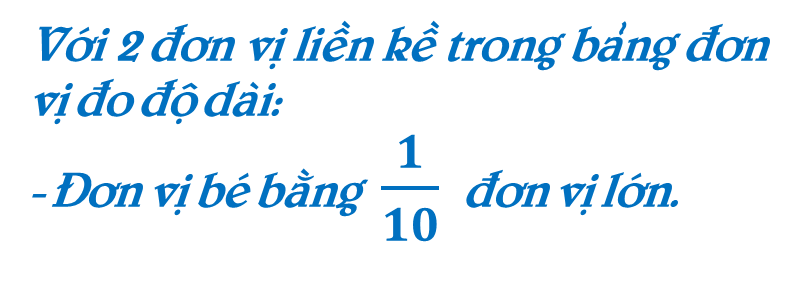 Với 2 đơn vị liền kề trong bảng đơn
vị đo độ dài:
- Đơn vị bé bằng 1/10 đơn vị lớn.